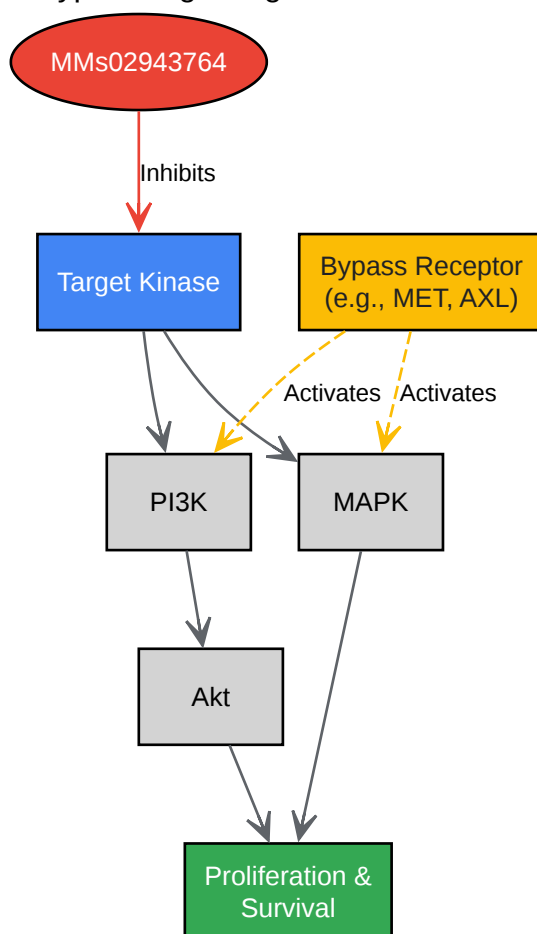 MMs02943764
Inhibits
Target Kinase
Bypass Receptor
(e.g., MET, AXL)
Activates
Activates
PI3K
MAPK
Akt
Proliferation &
Survival